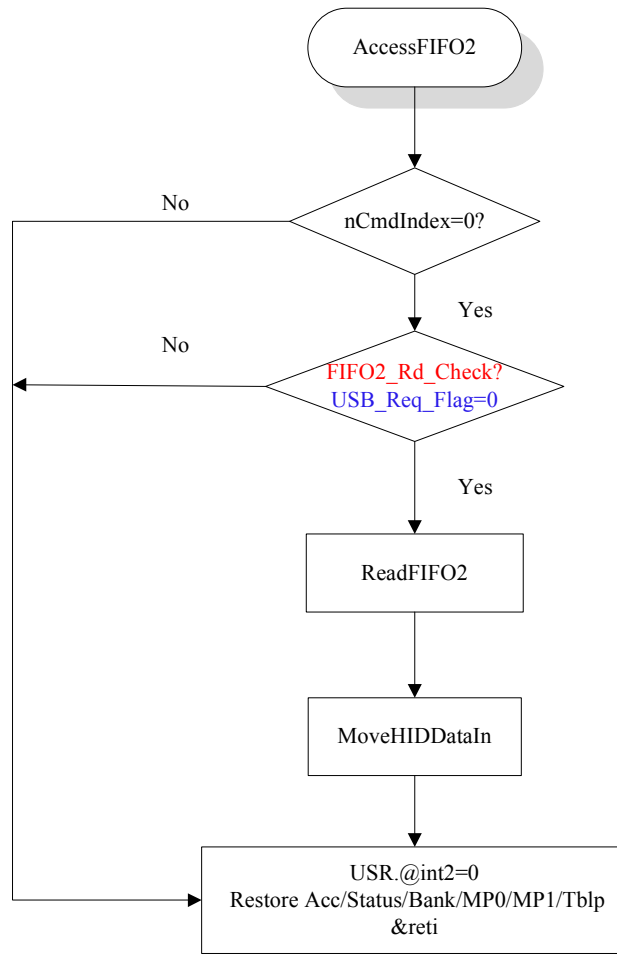 AccessFIFO2
No
nCmdIndex=0?
Yes
No
FIFO2_Rd_Check?
USB_Req_Flag=0
Yes
ReadFIFO2
MoveHIDDataIn
USR.@int2=0
Restore Acc/Status/Bank/MP0/MP1/Tblp
&reti